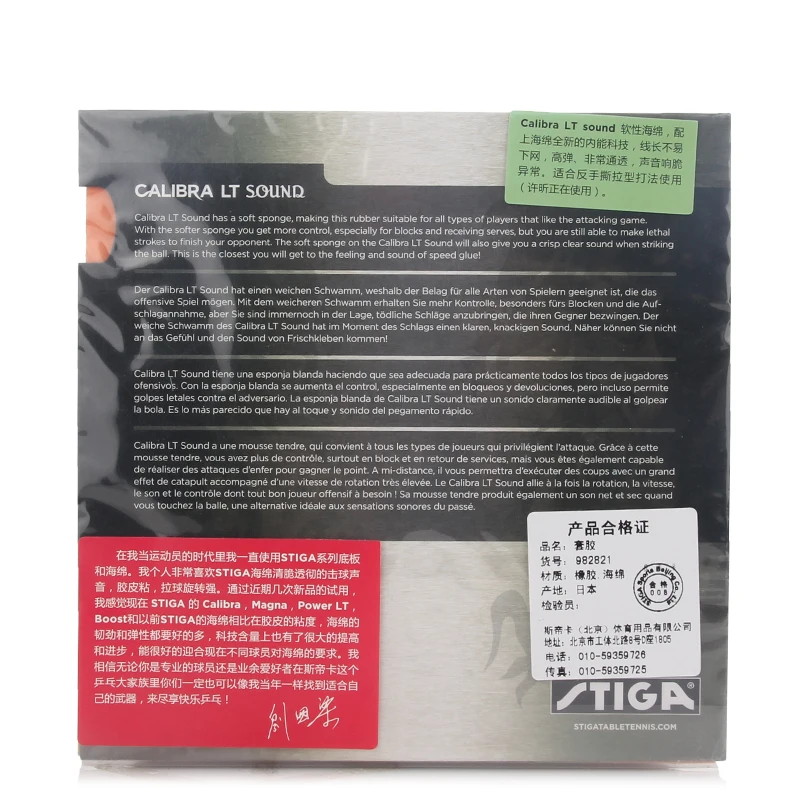 Calibra LT sound 软性海绵，配
上海绵全新的内能科技，线长不易
下网，高弹、非常通透，声音响脆
异常。适合反手撕拉型打法使用
（许昕正在使用）。
CALIBRA LT SOUND
Calibra LT Sound has a soft sponge, making this rubber suitable for all types of players that like the attacking game.
With the softer sponge you get more control, especially for blocks and receiving serves, but you are still able to make lethal
strokes to finish your opponent. The soft sponge on the Calibra LT Sound will also give you a crisp clear sound when striking
the ball. This is the closest you will get to the feeling and sound of speed glue!
Der Calibra LT Sound hat einen weichen Schwamm, weshalb der Belag für alle Arten von Spielern geeignet ist, die das
offensive Spiel mögen. Mit dem weicheren Schwamm erhalten Sie mehr Kontrolle, besonders fürs Blocken und die Auf-
schlagannahme, aber Sie sind immernoch in der Lage, tödliche Schläge anzubringen, die ihren Gegner bezwingen. Der
weiche Schwamm des Calibra LT Sound hat im Moment des Schlags einen klaren, knackigen Sound. Näher können Sie nicht
an das Gefühl und den Sound von Frischkleben kommen!
Calibra LT Sound tiene una esponja blanda haciendo que sea adecuada para prácticamente todos los tipos de jugadores
ofensivos. Con la esponja blanda se aumenta el control, especialmente en bloqueos y devoluciones, pero incluso permite
golpes letales contra el adversario. La esponja blanda de Calibra LT Sound tiene un sonido claramente audible al golpear
la bola. Es lo más parecido que hay al toque y sonido del pegamento rápido.
Calibra LT Sound a une mousse tendre, qui convient à tous les types de joueurs qui privilégient l'attaque. Grâce à cette
mousse tendre, vous avez plus de contrôle, surtout en block et en retour de services, mais vous êtes également capable
de réaliser des attaques d'enfer pour gagner le point. A mi-distance, il vous permettra d'exécuter des coups avec un grand
effet de catapult accompagné d'une vitesse de rotation très élevée. Le Calibra LT Sound allie à la fois la rotation, la vitesse,
le son et le contrôle dont tout bon joueur offensif à besoin ! Sa mousse tendre produit également un son net et sec quand
vous touchez la balle, une alternative idéale aux sensations sonores du passé.
在我当运动员的时代里我一直使用STIGA系列底板
和海绵。我个人非常喜欢STIGA海绵清脆透彻的击球声
音，胶皮粘，拉球旋转强。通过近期几次新品的试用，
我感觉现在 STIGA 的 Calibra，Magna，Power LT，
Boost和以前STIGA的海绵相比在胶皮的粘度，海绵的
韧劲和弹性都要好的多，科技含量上也有了很大的提高
和进步，能很好的迎合现在不同球员对海绵的要求。我
相信无论你是专业的球员还是业余爱好者在斯帝卡这个
乒乓大家族里你们一定也可以像我当年一样找到适合自
己的武器，来尽享快乐乒乓！
刘国梁
产品合格证
品名：套胶
货号：982821
材质：橡胶.海绵
产地：日本
检验员：
STIGA Sports Beijing Co., Ltd
合格
008
斯帝卡（北京）体育用品有限公司
地址：北京市工体北路8号D座1805
电话：010-59359726
传真：010-59359725
STIGA®
STIGATABLETENNIS.COM